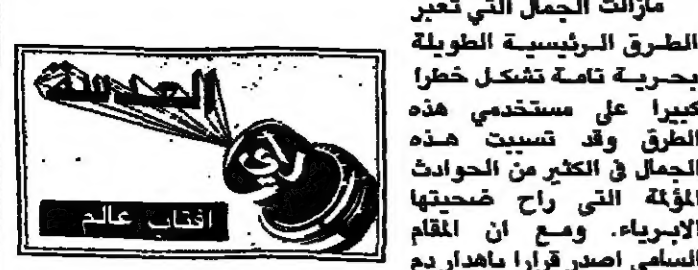 مازالت الجمال التي تعبر
الطرق الرئيسية الطويلة
بحرية تامة تشكل خطرا
كبيرا على مستخدمي هذه
الطرق وقد تسببت هذه
الجمال في الكثير من الحوادث
المؤلمة التي راح ضحيتها
الابرياء. ومع ان المقام
السامي اصدر قرارا باهدار دم
العدسة
رأي
افتاب عالم